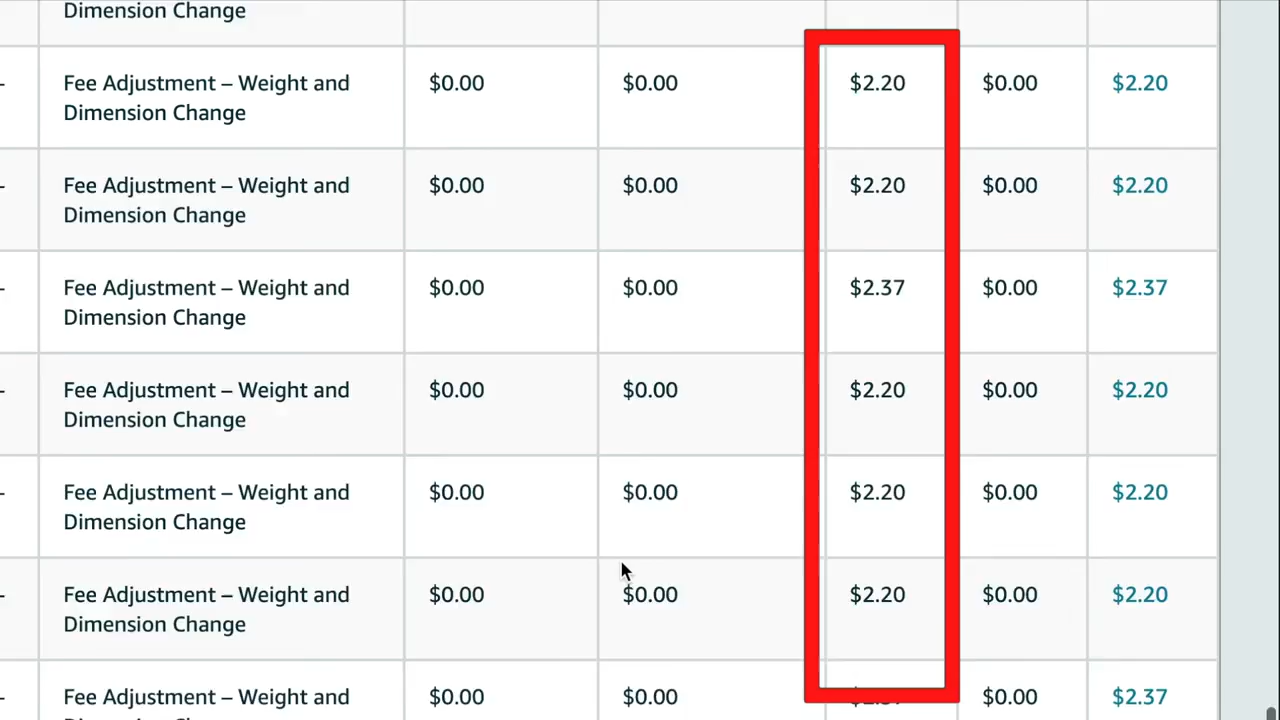 Dimension Change
- Fee Adjustment – Weight and $0.00 $0.00 $2.20 $0.00 $2.20
Dimension Change
- Fee Adjustment – Weight and $0.00 $0.00 $2.20 $0.00 $2.20
Dimension Change
- Fee Adjustment – Weight and $0.00 $0.00 $2.37 $0.00 $2.37
Dimension Change
- Fee Adjustment – Weight and $0.00 $0.00 $2.20 $0.00 $2.20
Dimension Change
- Fee Adjustment – Weight and $0.00 $0.00 $2.20 $0.00 $2.20
Dimension Change
- Fee Adjustment – Weight and $0.00 $0.00 $2.20 $0.00 $2.20
Dimension Change
Fee Adjustment – Weight and $0.00 $0.00 $0.00 $2.37